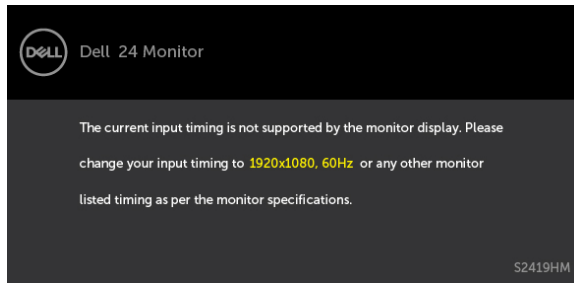 DELL Dell 24 Monitor
The current input timing is not supported by the monitor display. Please
change your input timing to 1920x1080, 60Hz or any other monitor
listed timing as per the monitor specifications.
S2419HM